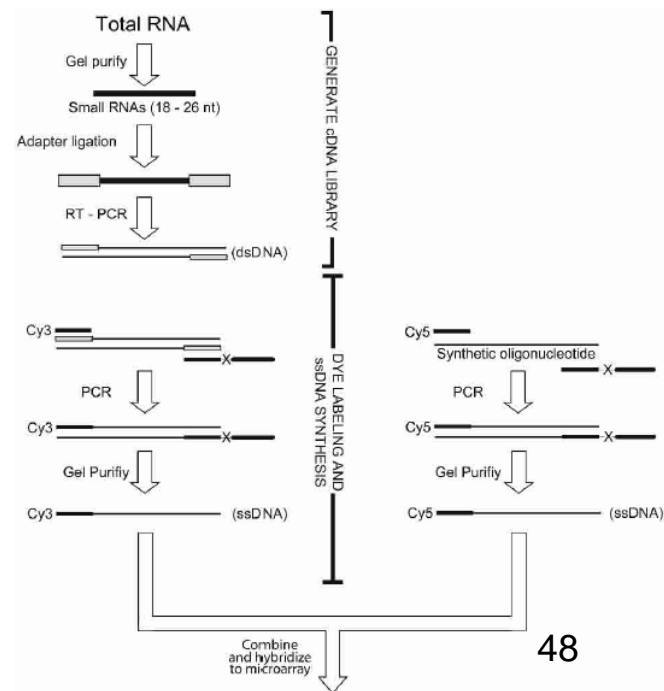 Total RNA
Gel purify
Small RNAs (18 - 26 nt)
Adapter ligation
RT - PCR
(dsDNA)
GENERATE cDNA LIBRARY
Cy3
X
PCR
Cy3
X
Gel Purifiy
Cy3
(ssDNA)
DYE LABELING AND
ssDNA SYNTHESIS
Cy5
Synthetic oligonucleotide
X
PCR
Cy5
X
Gel Purifiy
Cy5
(ssDNA)
Combine
and hybridize
to microarray
48